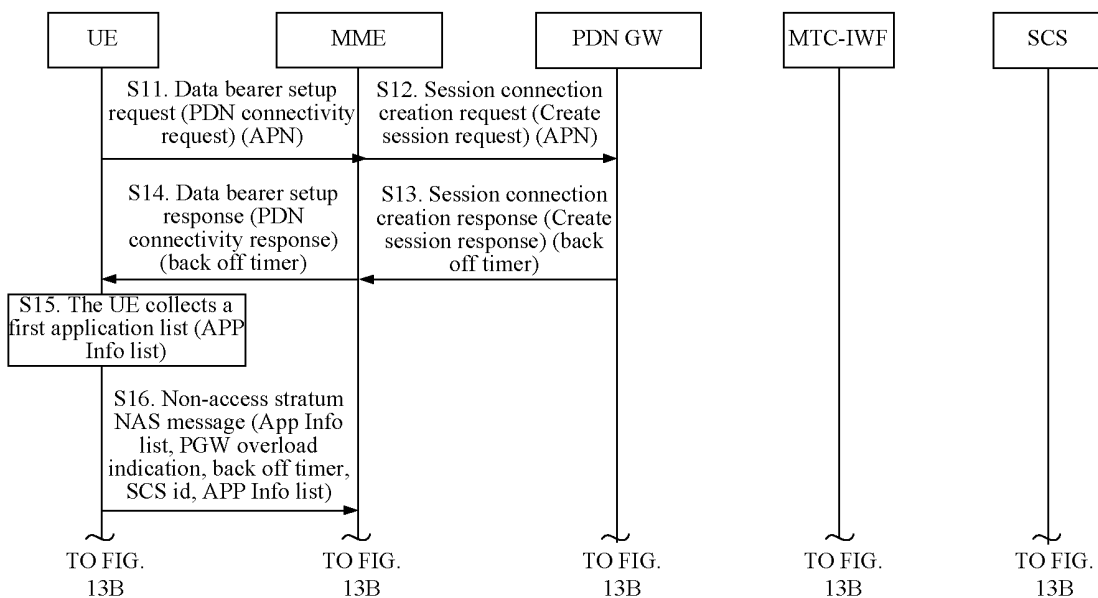 UE
MME
PDN GW
MTC-IWF
SCS
S11. Data bearer setup
request (PDN connectivity
request) (APN)
S12. Session connection
creation request (Create
session request) (APN)
S14. Data bearer setup
response (PDN
connectivity response)
(back off timer)
S13. Session connection
creation response (Create
session response) (back
off timer)
S15. The UE collects a
first application list (APP
Info list)
S16. Non-access stratum
NAS message (App Info
list, PGW overload
indication, back off timer,
SCS id, APP Info list)
TO FIG.
13B
TO FIG.
13B
TO FIG.
13B
TO FIG.
13B
TO FIG.
13B